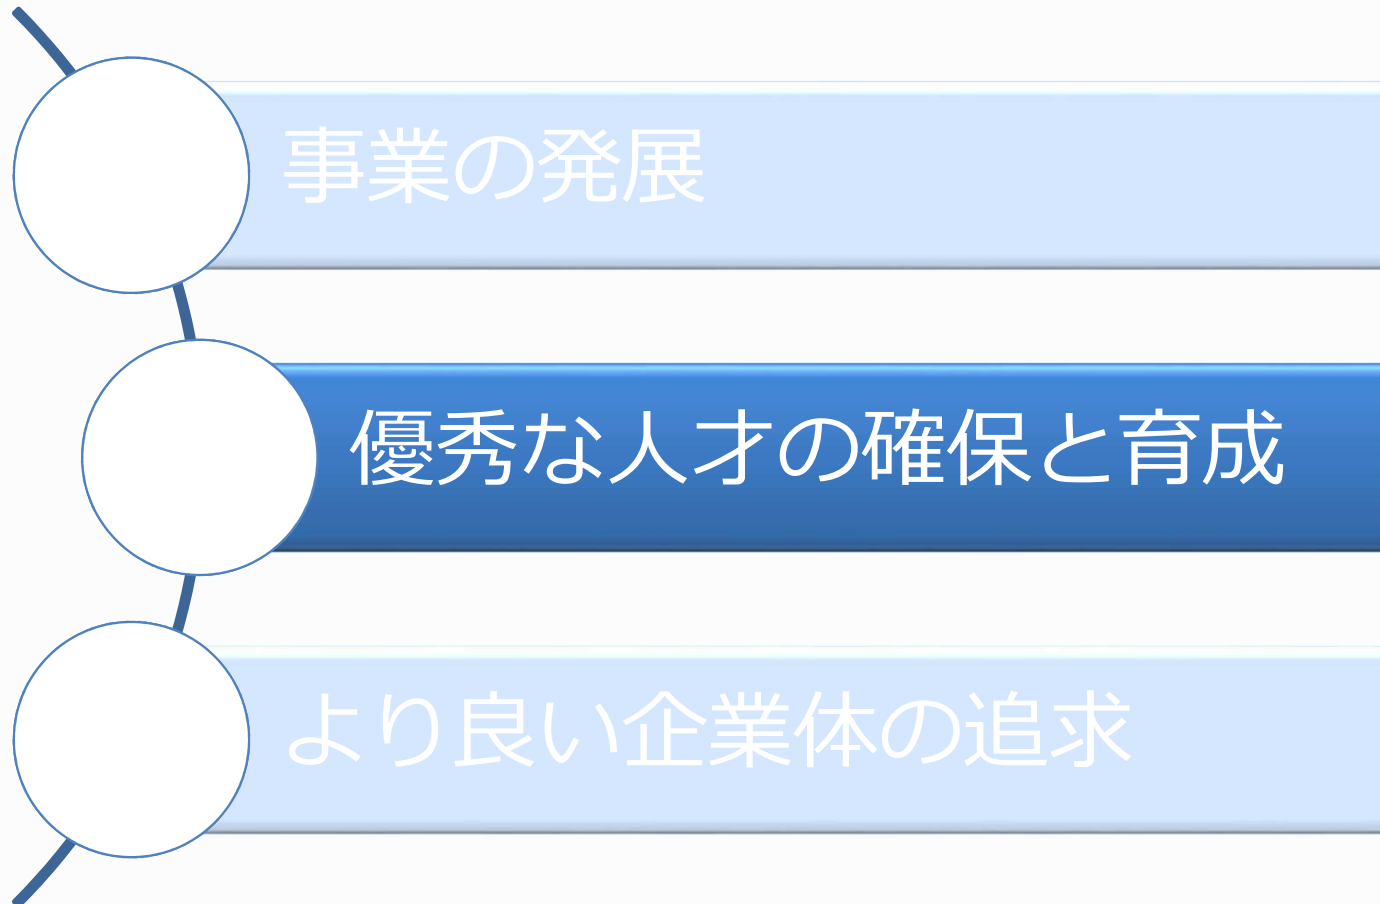 事業の発展
優秀な人才の確保と育成
より良い企業体の追求